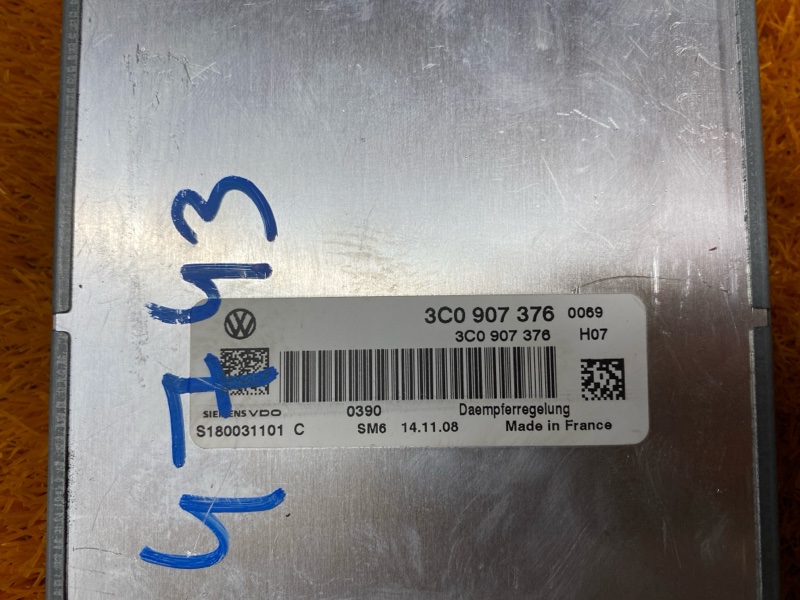 3C0 907 376 0069
3C0 907 376 H07
SIEMENS VDO 0390 Daempferregelung
S180031101 C SM6 14.11.08 Made in France
4743